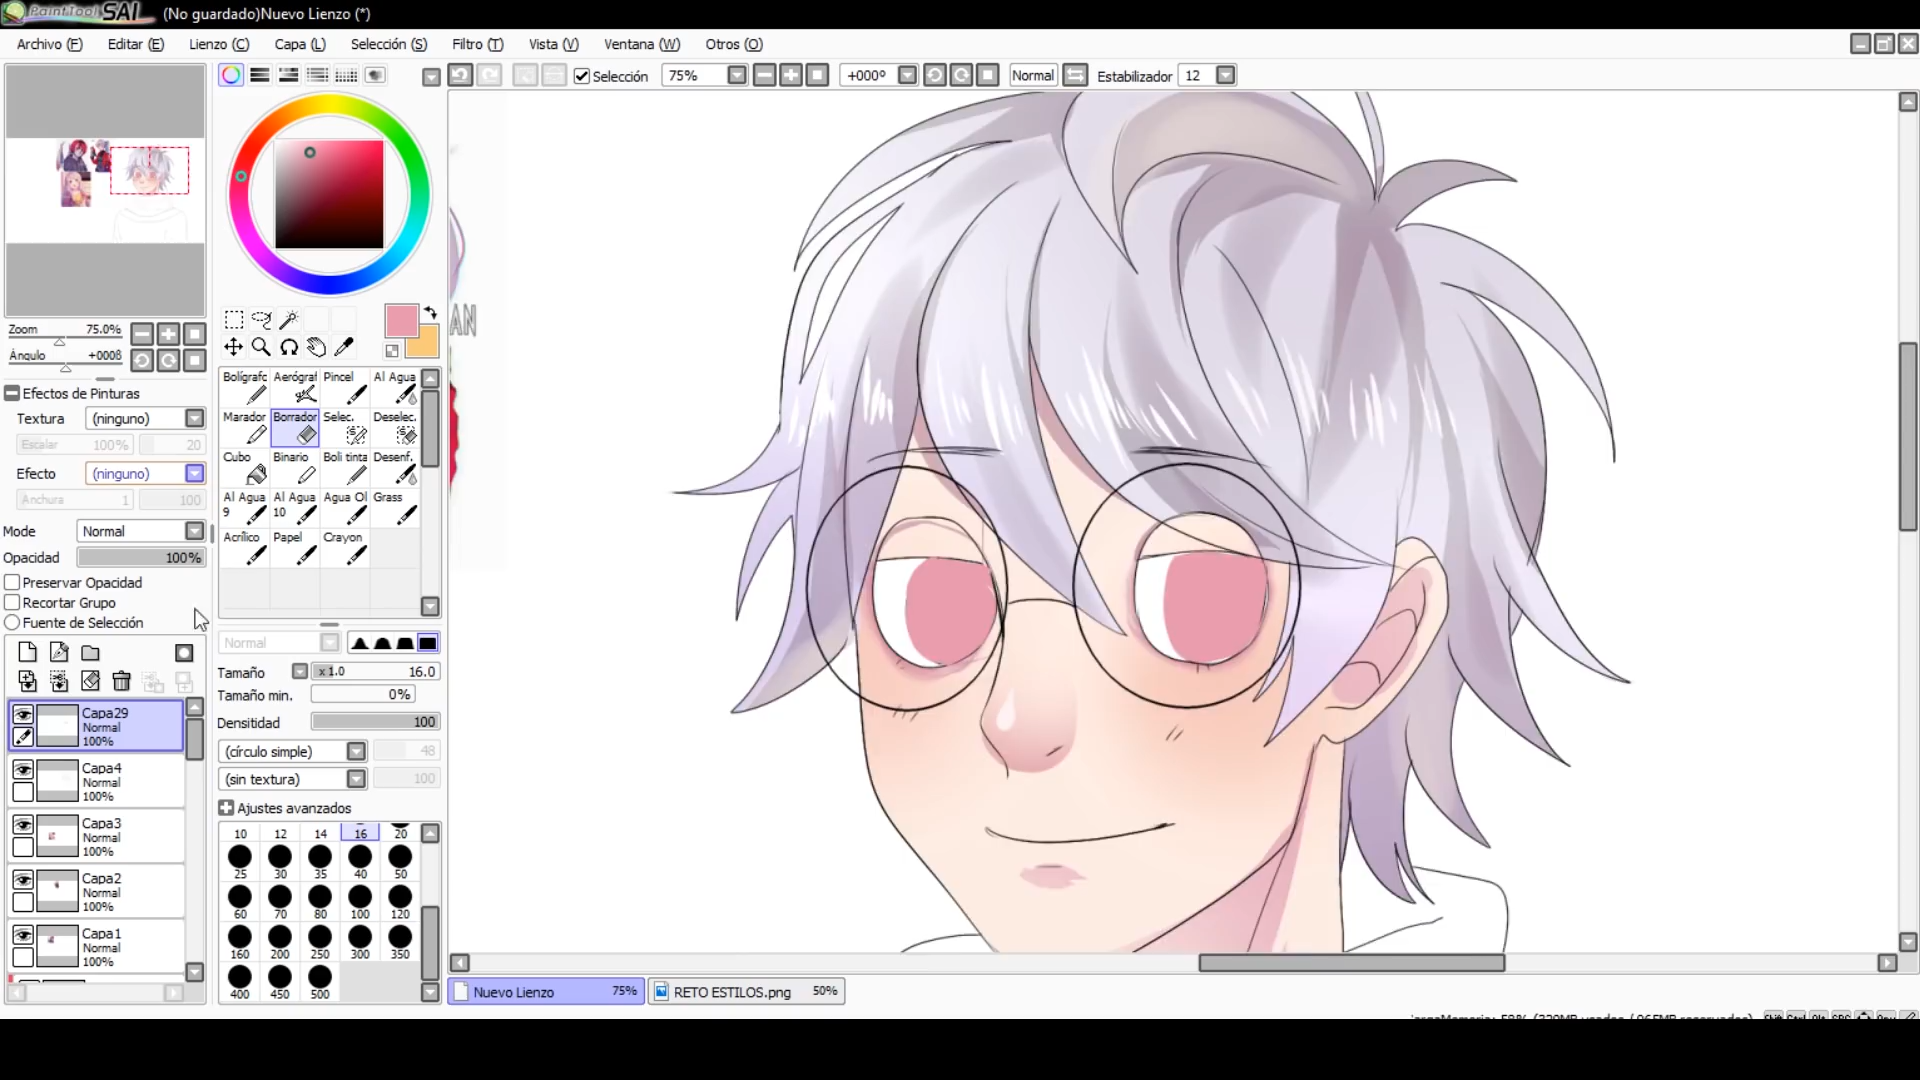 PaintTool SAI (No guardado)Nuevo Lienzo (*)
Archivo (F) Editar (E) Lienzo (C) Capa (L) Selección (S) Filtro (T) Vista (V) Ventana (W) Otros (O)
Selección 75% +000º Normal Estabilizador 12
Zoom 75.0%
Ángulo +000ß
Efectos de Pinturas
Textura (ninguno)
Escalar 100% 20
Efecto (ninguno)
Anchura 1 100
Mode Normal
Opacidad 100%
Preservar Opacidad
Recortar Grupo
Fuente de Selección
Capa29
Normal
100%
Capa4
Normal
100%
Capa3
Normal
100%
Capa2
Normal
100%
Capa1
Normal
100%
Bolígrafo Aerógraf Pincel Al Agua
Marador Borrador Selec. Deselec.
Cubo Binario Boli tinta Desenf.
Al Agua 9 Al Agua 10 Agua Ol Grass
Acrílico Papel Crayon
Normal
Tamaño x 1.0 16.0
Tamaño min. 0%
Densitidad 100
(círculo simple) 48
(sin textura) 100
Ajustes avanzados
10 12 14 16 20
25 30 35 40 50
60 70 80 100 120
160 200 250 300 350
400 450 500
AN
Nuevo Lienzo 75% RETO ESTILOS.png 50%